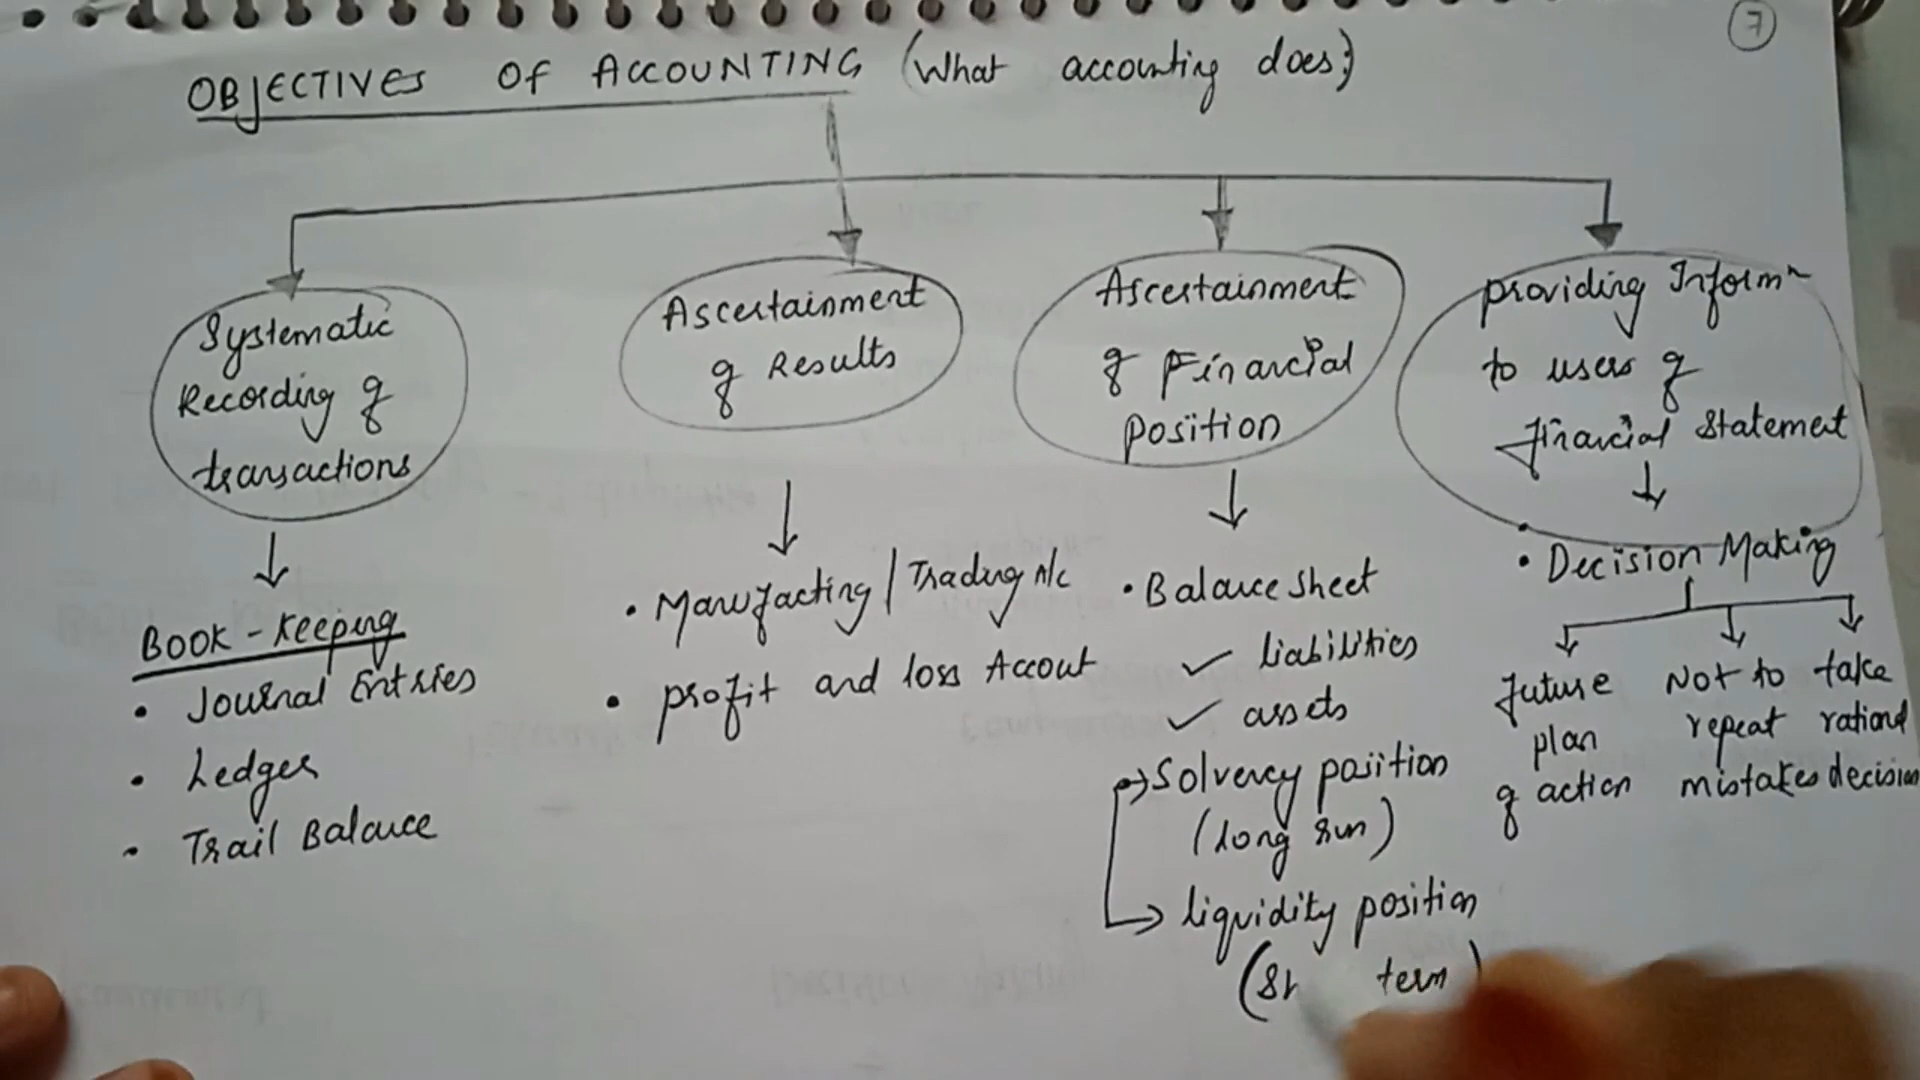 7
OBJECTIVES OF ACCOUNTING (What accounting does?)
Systematic
Recording of
transactions
BOOK - Keeping
• Journal Entries
• Ledger
• Trail Balance
Ascertainment
of Results
• Manufacting / Trading A/c
• profit and loss Accout
Ascertainment
of Financial
position
• Balance sheet
✓ liabilities
✓ assets
Solvency position
(long run)
liquidity position
term)
providing Inform^n
to users of
financial statement
• Decision Making
future
plan
of action
Not to
repeat
mistakes
take
rational
decision